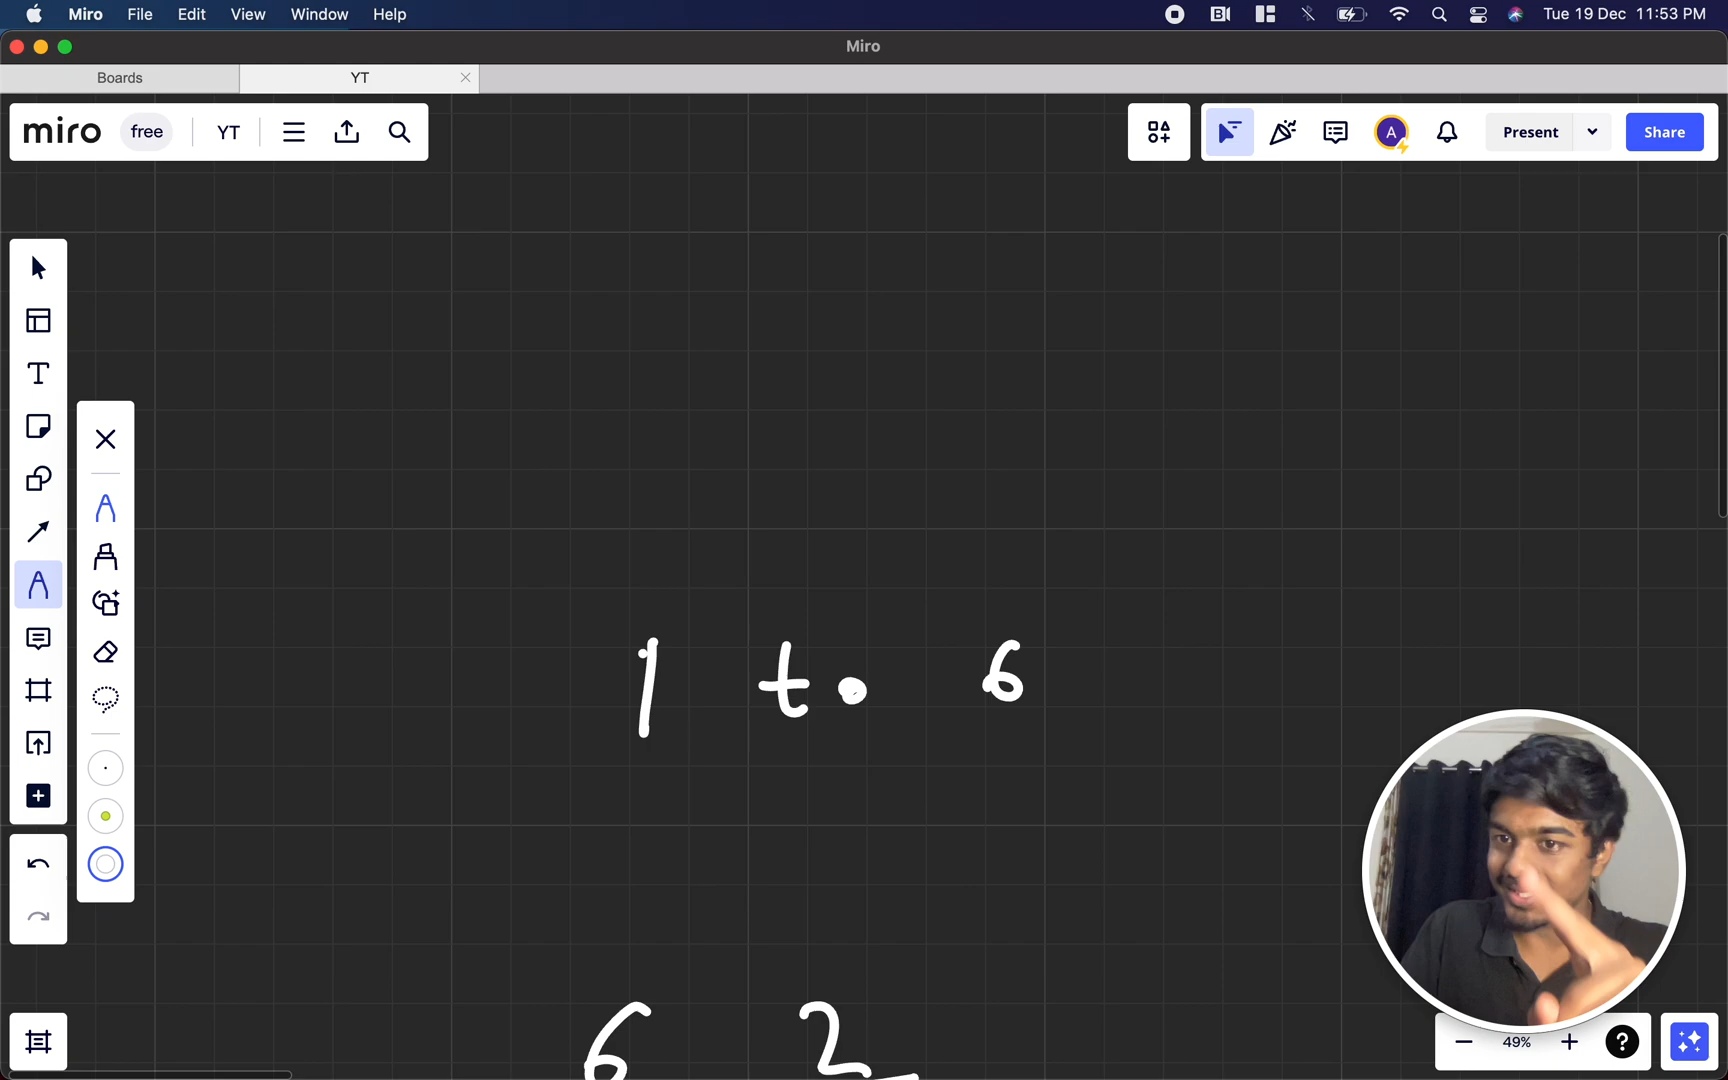 Miro File Edit View Window Help Tue 19 Dec 11:53 PM
Miro
Boards YT
miro free YT Present Share
A
1 to 6
6 2
49% ?